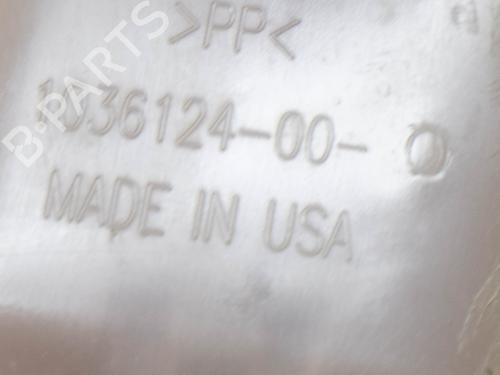 >PP<
B-PARTS
1036124-00-
MADE IN USA